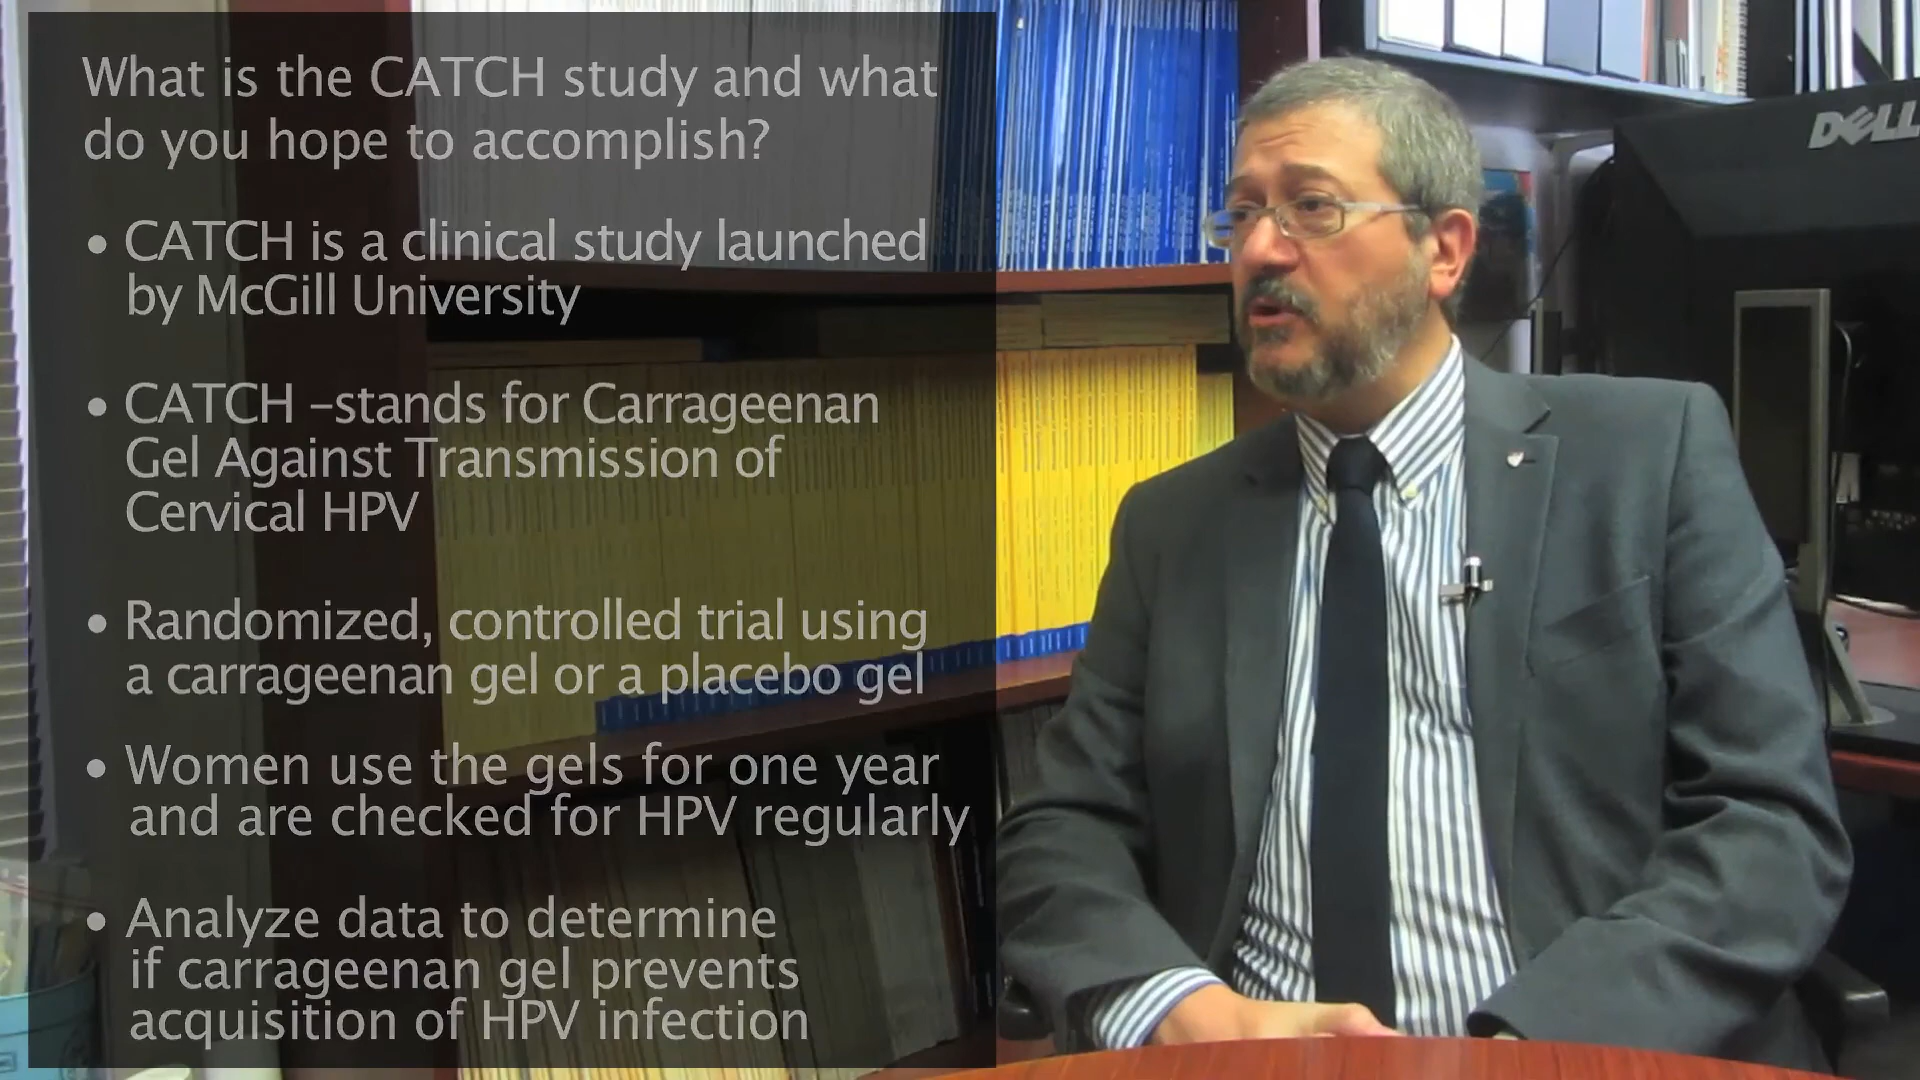 What is the CATCH study and what
do you hope to accomplish?
• CATCH is a clinical study launched
by McGill University
• CATCH –stands for Carrageenan
Gel Against Transmission of
Cervical HPV
• Randomized, controlled trial using
a carrageenan gel or a placebo gel
• Women use the gels for one year
and are checked for HPV regularly
• Analyze data to determine
if carrageenan gel prevents
acquisition of HPV infection
DELL